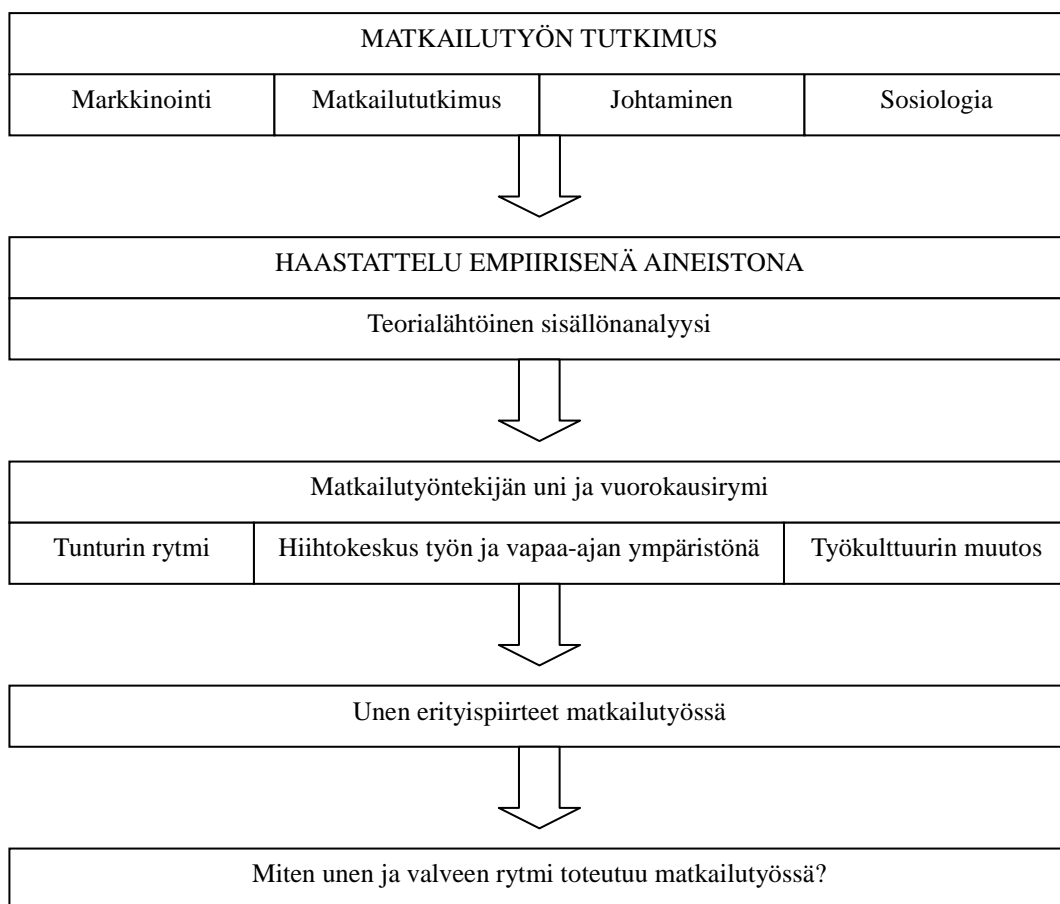 MATKAILUTYÖN TUTKIMUS
Markkinointi Matkailututkimus Johtaminen Sosiologia
HAASTATTELU EMPIIRISENÄ AINEISTONA
Teorialähtöinen sisällönanalyysi
Matkailutyöntekijän uni ja vuorokausirymi
Tunturin rytmi Hiihtokeskus työn ja vapaa-ajan ympäristönä Työkulttuurin muutos
Unen erityispiirteet matkailutyössä
Miten unen ja valveen rytmi toteutuu matkailutyössä?